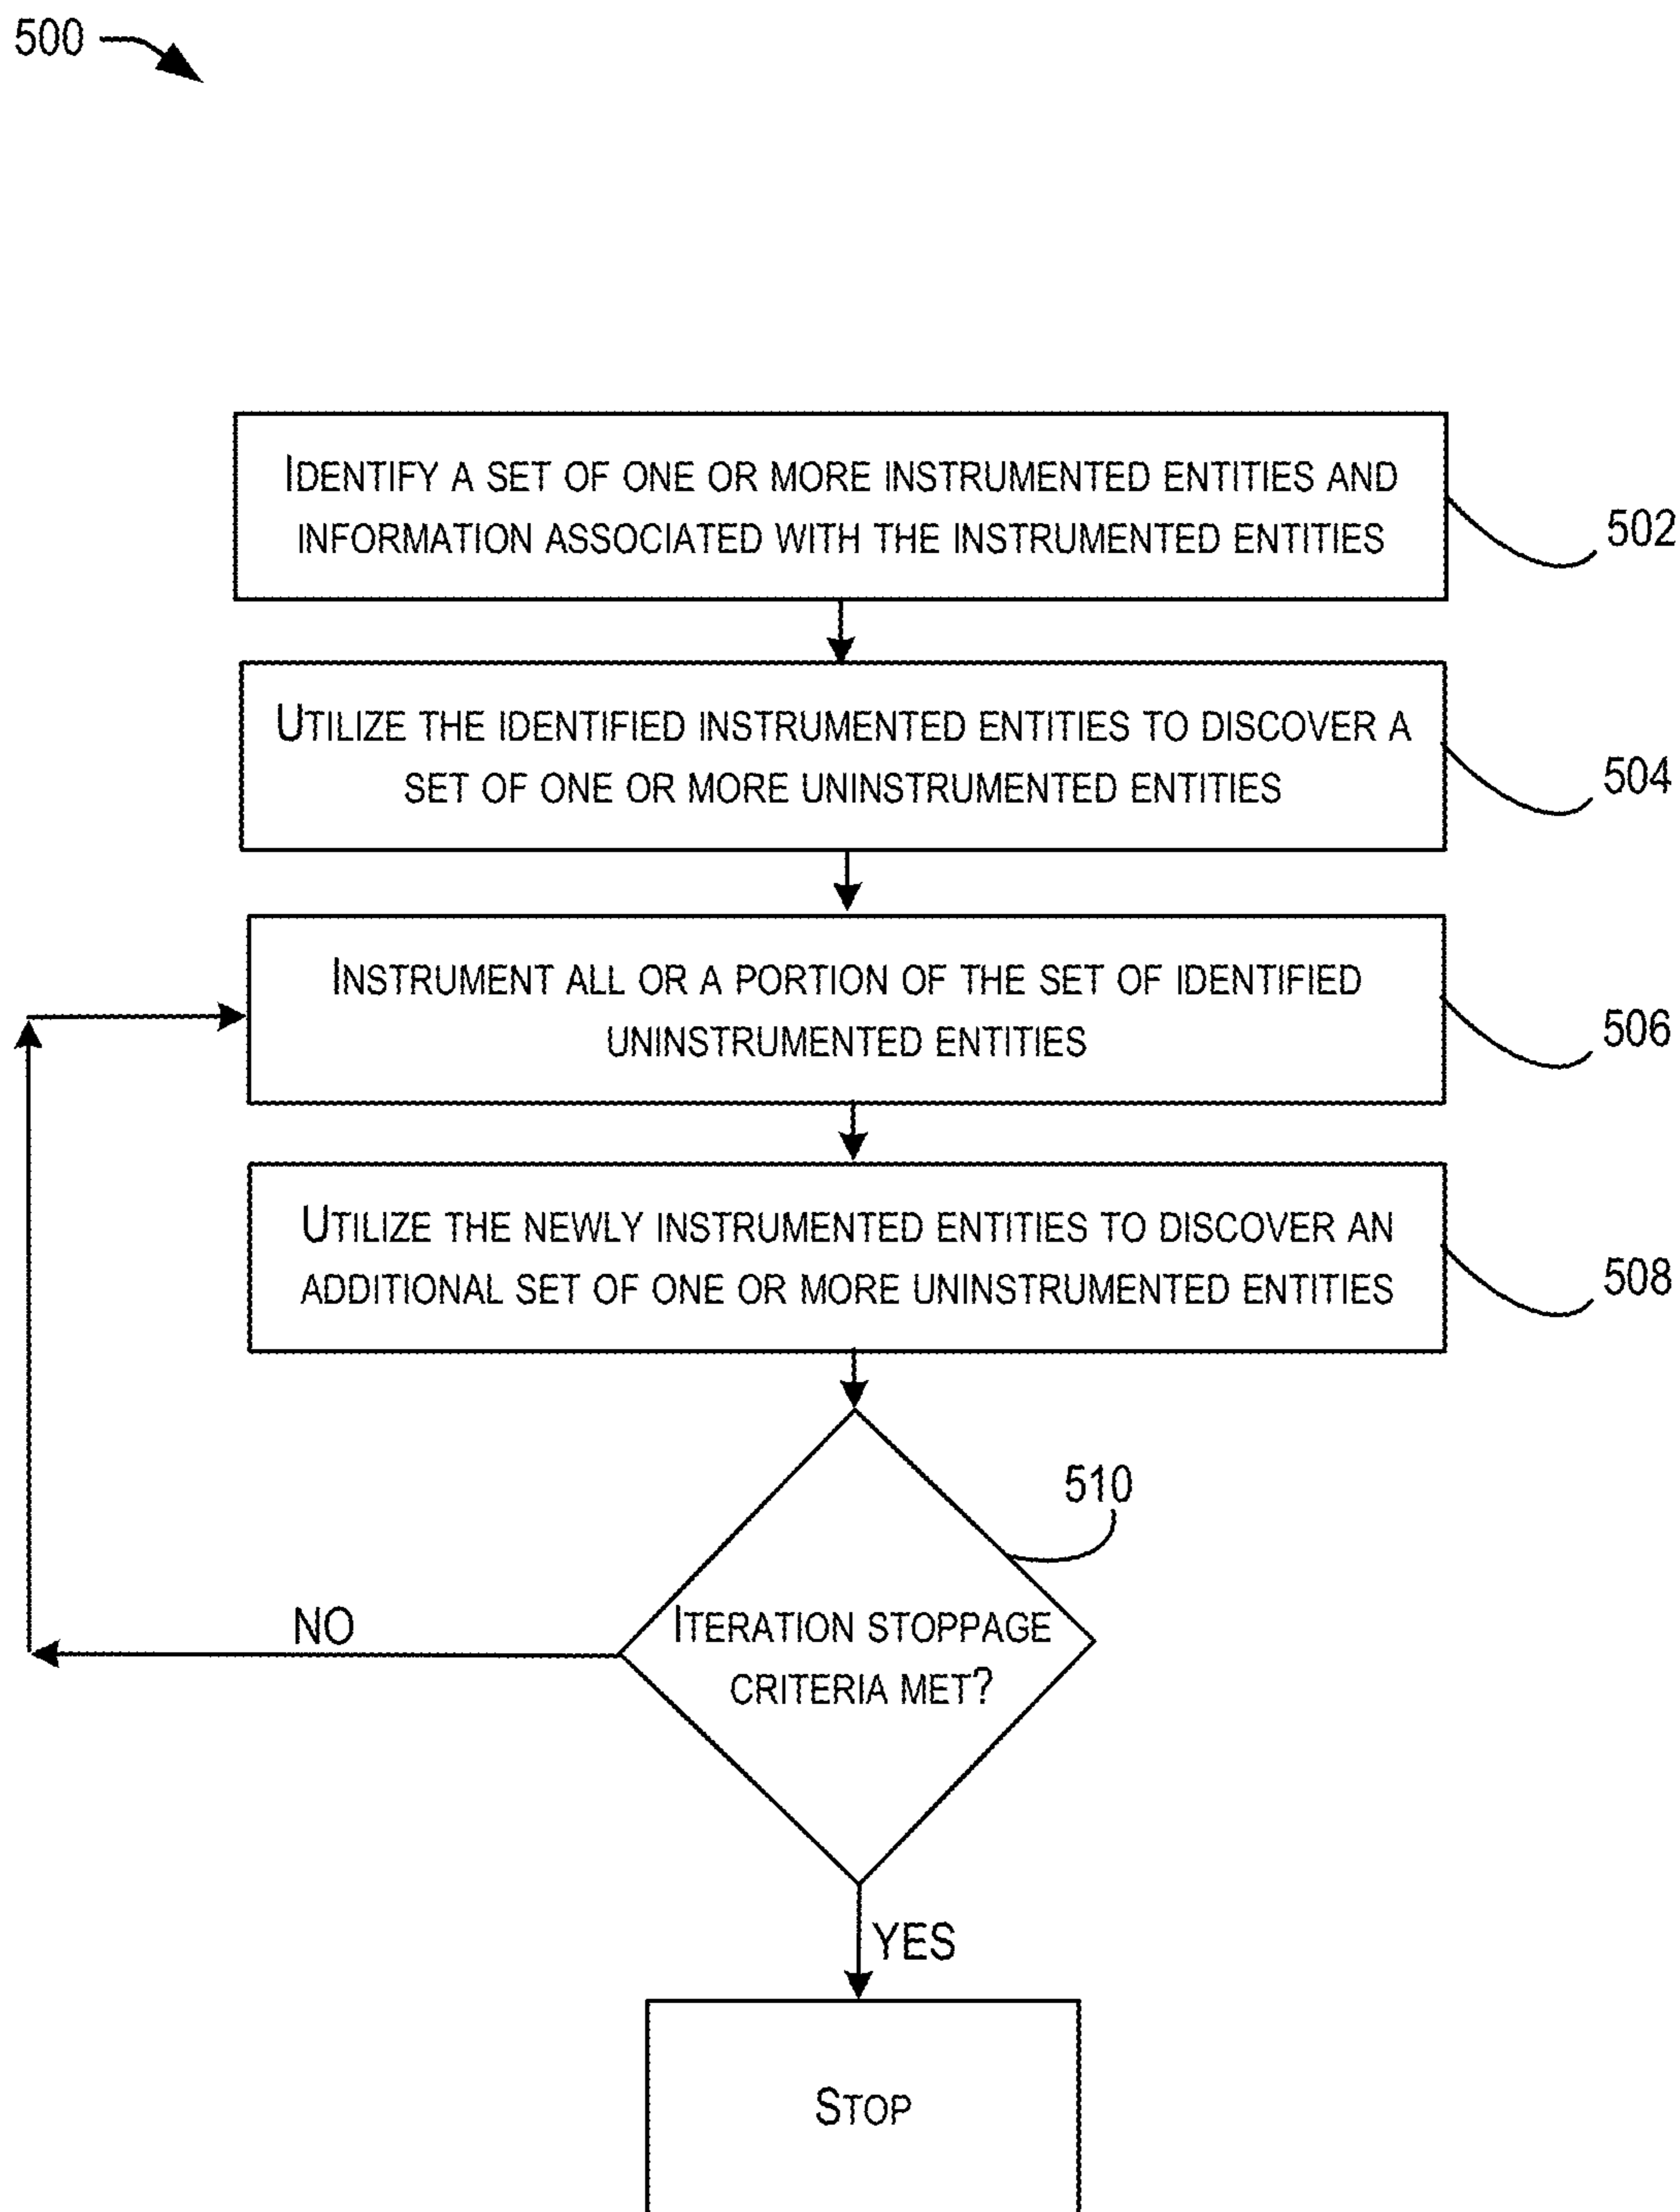 500
IDENTIFY A SET OF ONE OR MORE INSTRUMENTED ENTITIES AND
INFORMATION ASSOCIATED WITH THE INSTRUMENTED ENTITIES
502
UTILIZE THE IDENTIFIED INSTRUMENTED ENTITIES TO DISCOVER A
SET OF ONE OR MORE UNINSTRUMENTED ENTITIES
504
INSTRUMENT ALL OR A PORTION OF THE SET OF IDENTIFIED
UNINSTRUMENTED ENTITIES
506
UTILIZE THE NEWLY INSTRUMENTED ENTITIES TO DISCOVER AN
ADDITIONAL SET OF ONE OR MORE UNINSTRUMENTED ENTITIES
508
510
ITERATION STOPPAGE
CRITERIA MET?
NO
YES
STOP